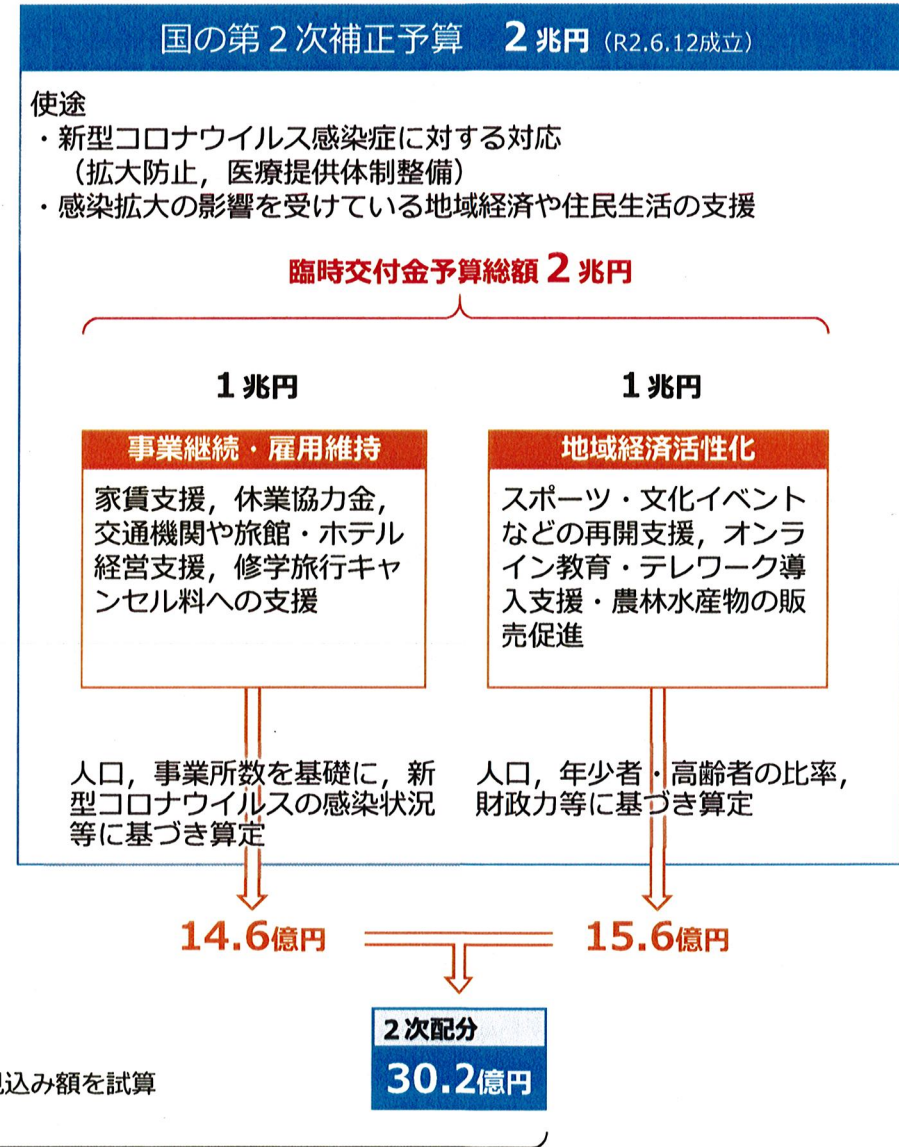 国の第２次補正予算　２兆円（R2.6.12成立）
使途
・新型コロナウイルス感染症に対する対応
（拡大防止，医療提供体制整備）
・感染拡大の影響を受けている地域経済や住民生活の支援
臨時交付金予算総額２兆円
１兆円
事業継続・雇用維持
家賃支援，休業協力金，
交通機関や旅館・ホテル
経営支援，修学旅行キャ
ンセル料への支援
人口，事業所数を基礎に，新
型コロナウイルスの感染状況
等に基づき算定
14.6億円
１兆円
地域経済活性化
スポーツ・文化イベント
などの再開支援，オンラ
イン教育・テレワーク導
入支援・農林水産物の販
売促進
人口，年少者・高齢者の比率，
財政力等に基づき算定
15.6億円
２次配分
30.2億円
込み額を試算